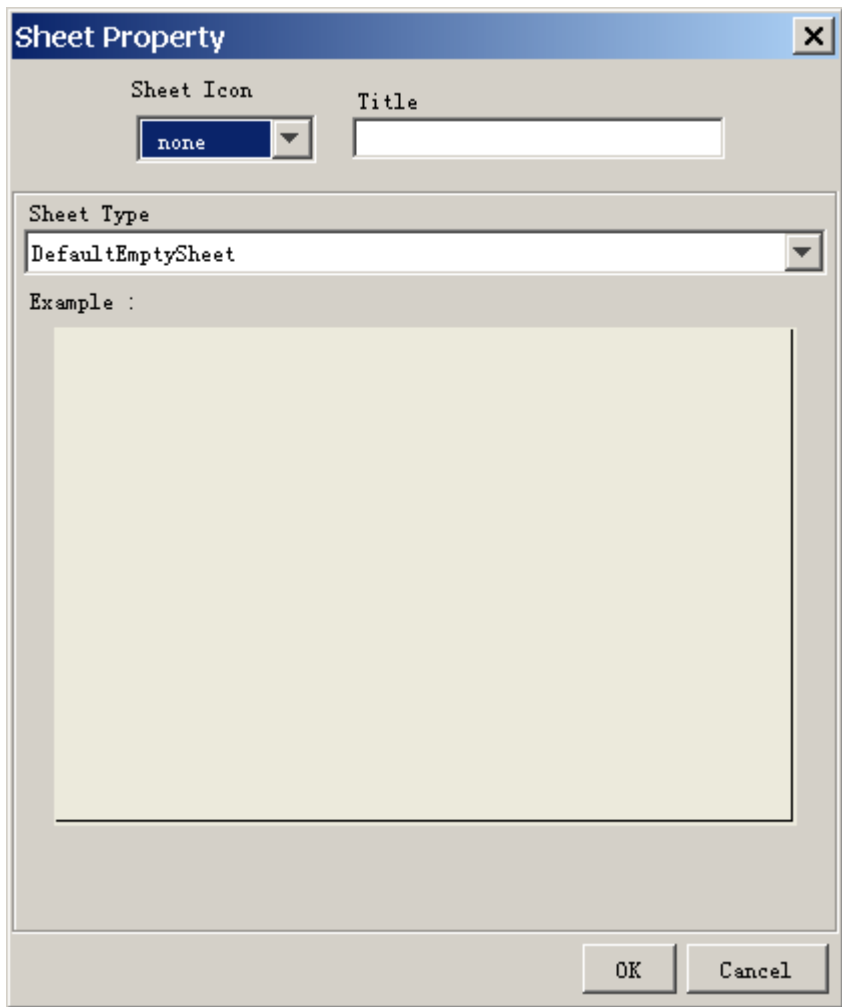 Sheet Property
Sheet Icon
Title
none
Sheet Type
DefaultEmptySheet
Example :
OK
Cancel